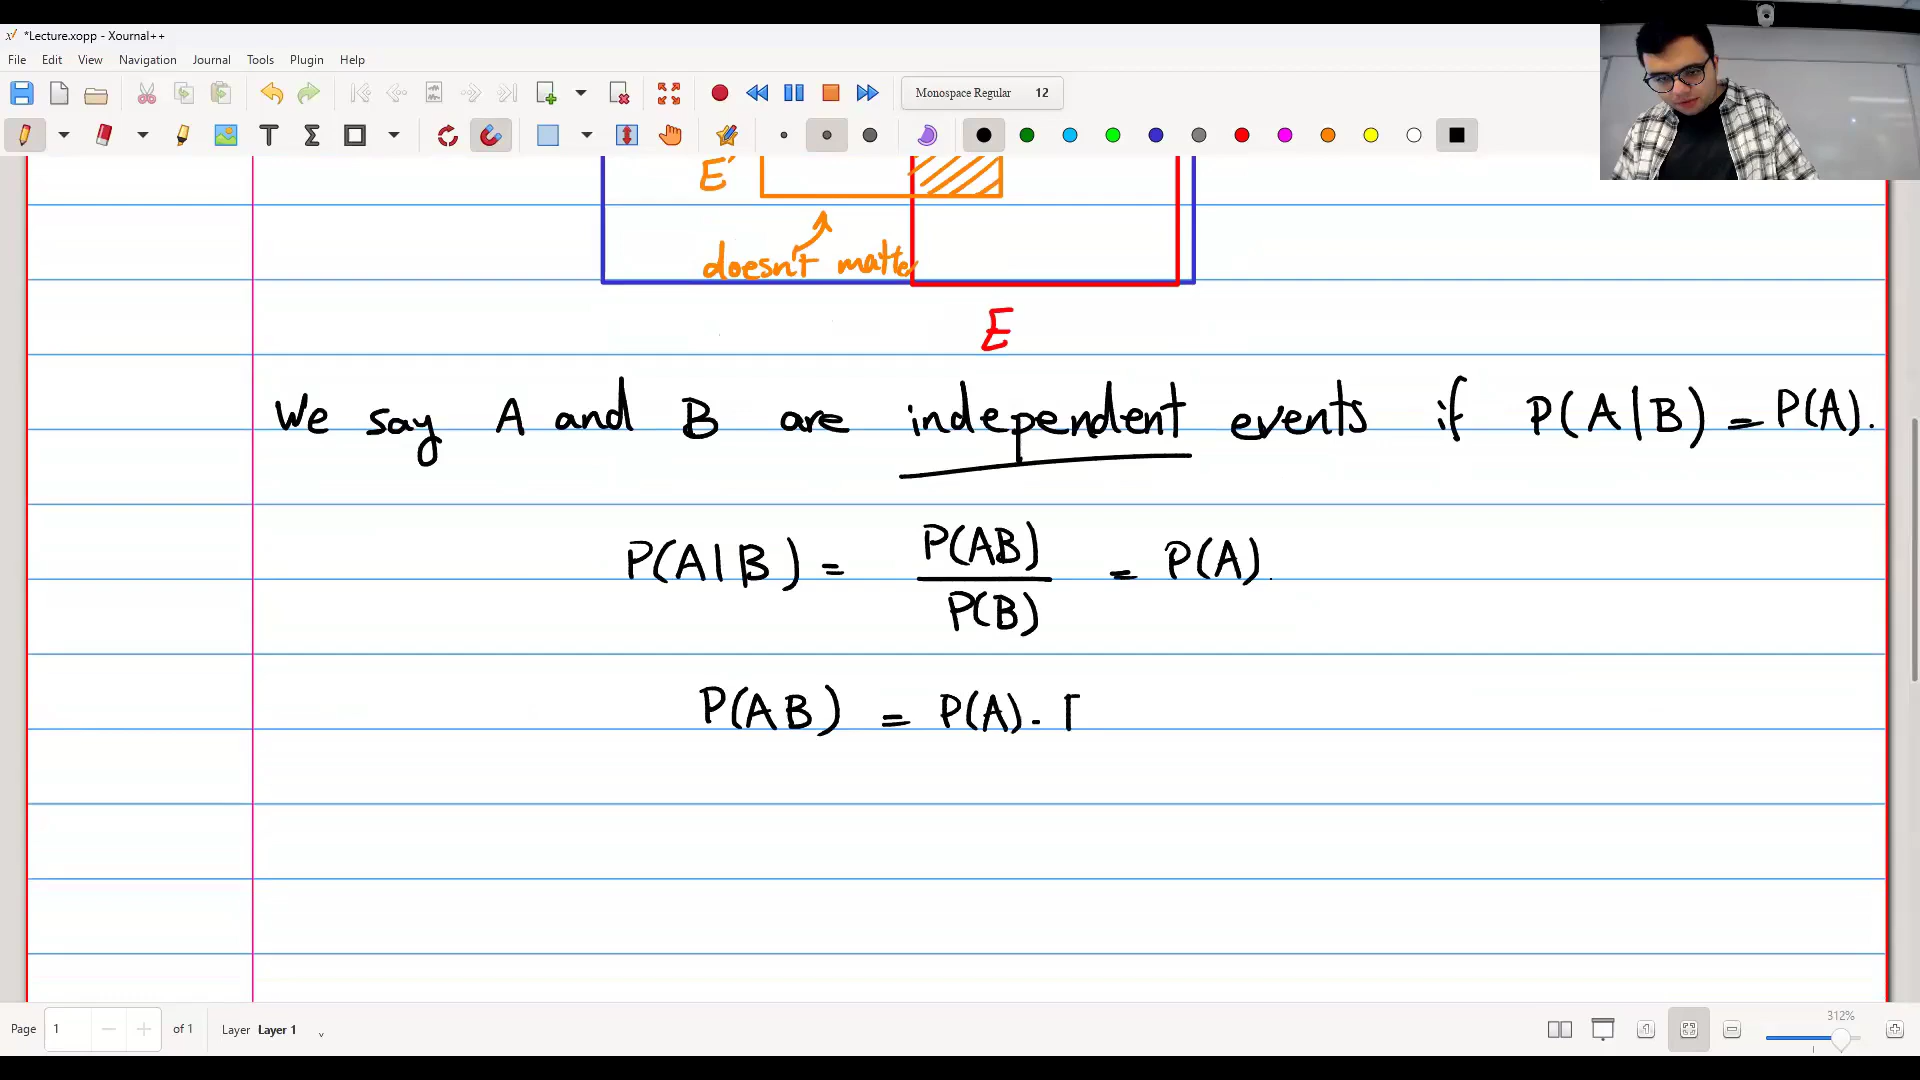 *Lecture.xopp - Xournal++
File Edit View Navigation Journal Tools Plugin Help
Monospace Regular 12
E'
doesn't matte
E
We say A and B are independent events if P(A|B) = P(A).
P(A|B) = P(AB) / P(B) = P(A).
P(AB) = P(A) ·
Page 1 of 1 Layer Layer 1 312%